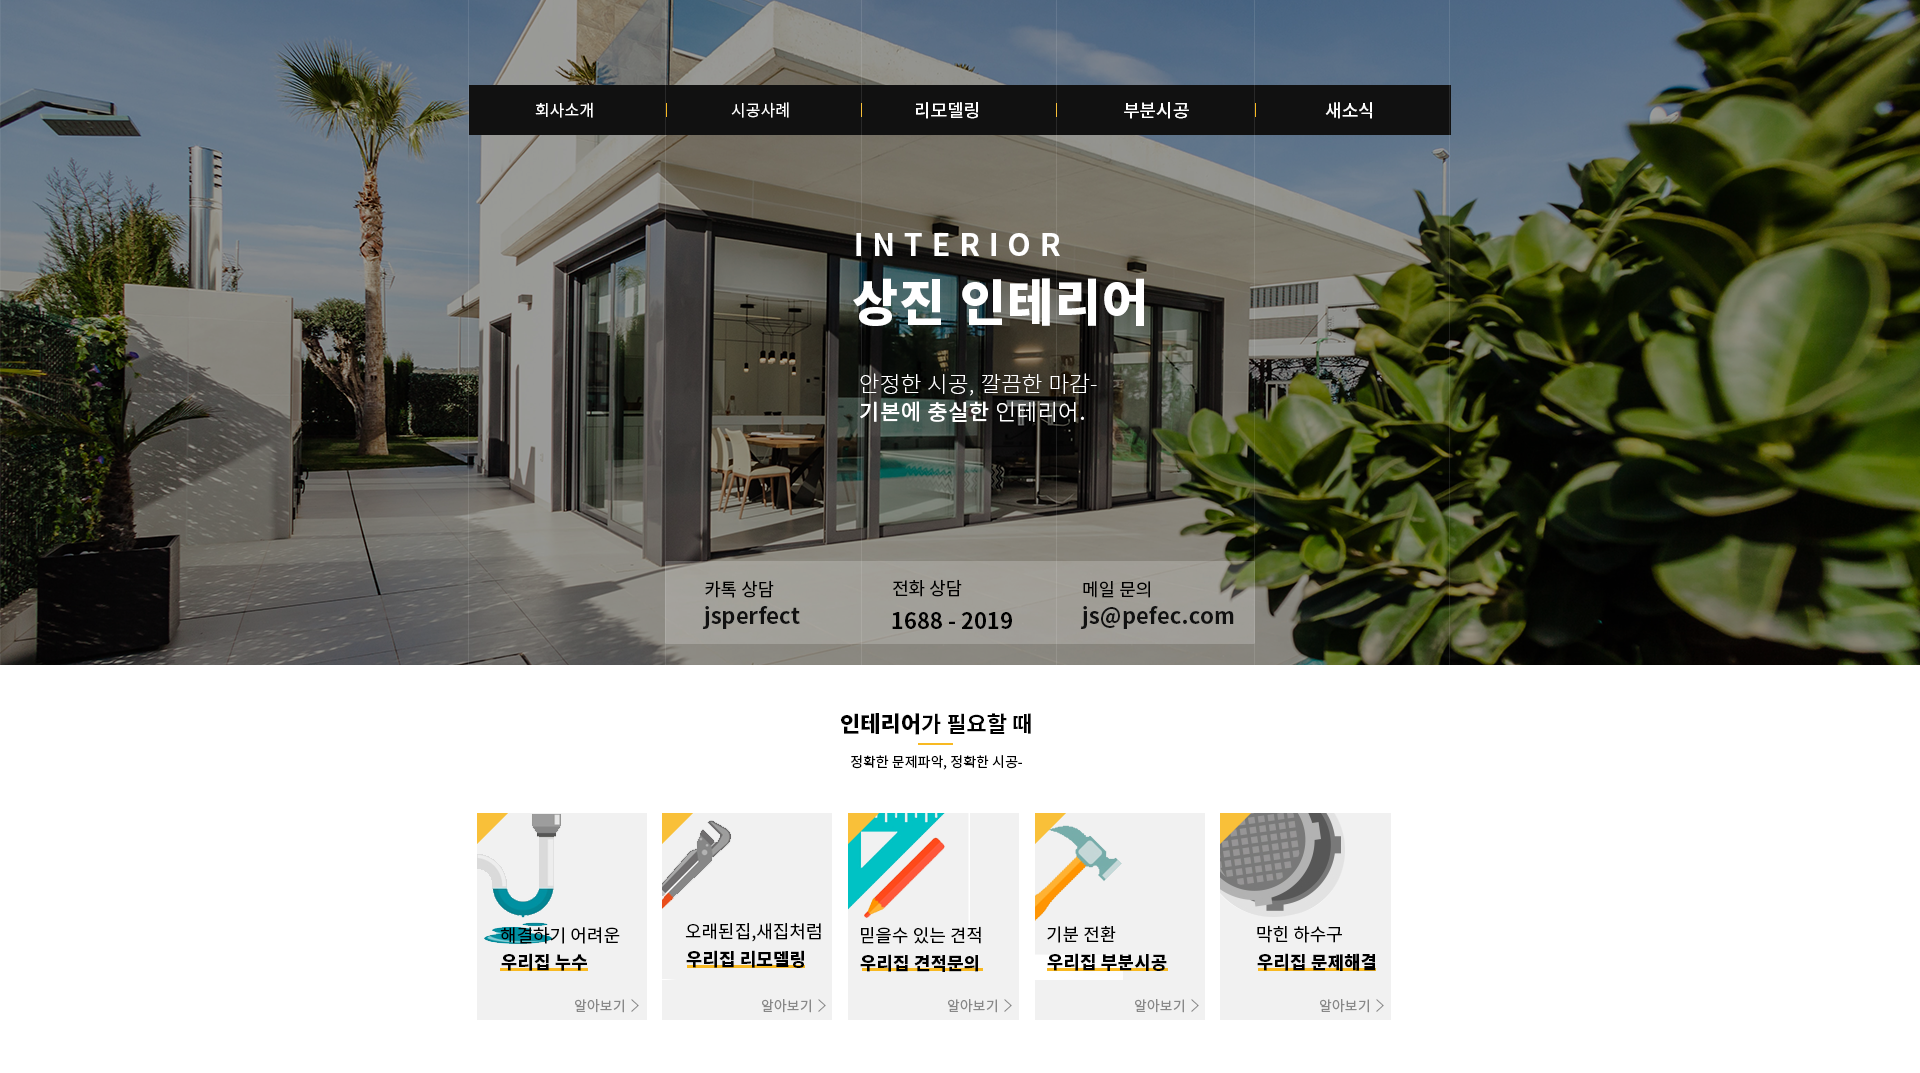 회사소개
시공사례
리모델링
부분시공
새소식
INTERIOR
상진 인테리어
안정한 시공, 깔끔한 마감-
기본에 충실한 인테리어.
카톡 상담
jsperfect
전화 상담
1688 - 2019
메일 문의
js@pefec.com
인테리어가 필요할 때
정확한 문제파악, 정확한 시공-
해결하기 어려운
우리집 누수
알아보기
오래된집,새집처럼
우리집 리모델링
알아보기
믿을수 있는 견적
우리집 견적문의
알아보기
기분 전환
우리집 부분시공
알아보기
막힌 하수구
우리집 문제해결
알아보기